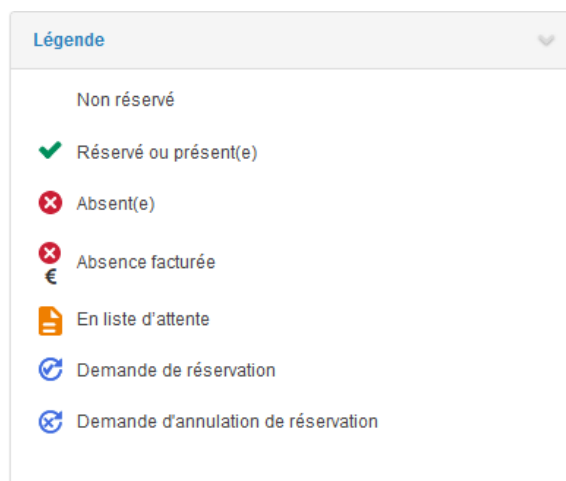 Légende
Non réservé
Réservé ou présent(e)
Absent(e)
€
Absence facturée
En liste d'attente
Demande de réservation
Demande d'annulation de réservation